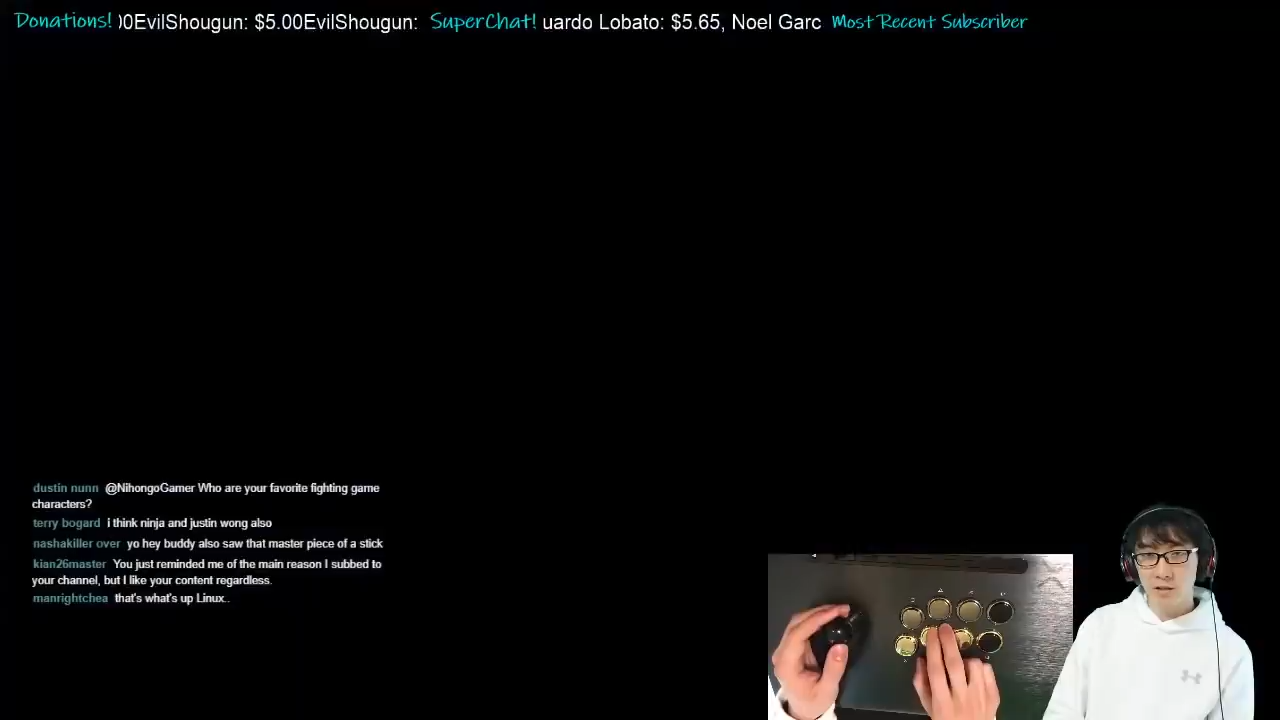 Donations! 0EvilShougun: $5.00EvilShougun: SuperChat! uardo Lobato: $5.65, Noel Garc Most Recent Subscriber
dustin nunn @NihongoGamer Who are your favorite fighting game
characters?
terry bogard i think ninja and justin wong also
nashakiller over yo hey buddy also saw that master piece of a stick
kian26master You just reminded me of the main reason I subbed to
your channel, but I like your content regardless.
manrightchea that's what's up Linux..